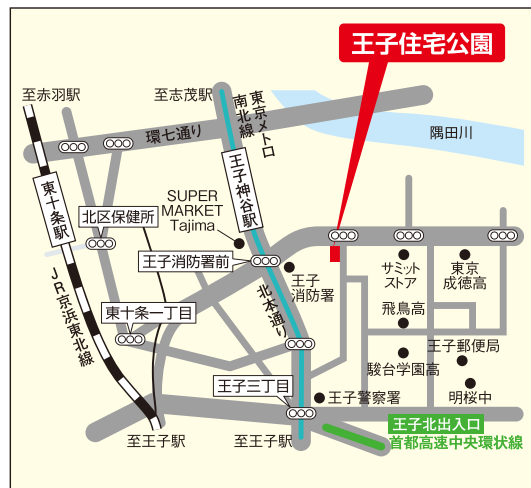 王子住宅公園
至赤羽駅
至志茂駅
東京メトロ
南北線
環七通り
隅田川
王子神谷駅
東十条駅
北区保健所
SUPER
MARKET
Tajima
王子消防署前
王子
消防署
サミット
ストア
東京
成徳高
JR京浜東北線
東十条一丁目
北本通り
飛鳥高
王子郵便局
駿台学園高
王子三丁目
王子警察署
明桜中
至王子駅
至王子駅
王子北出入口
首都高速中央環状線